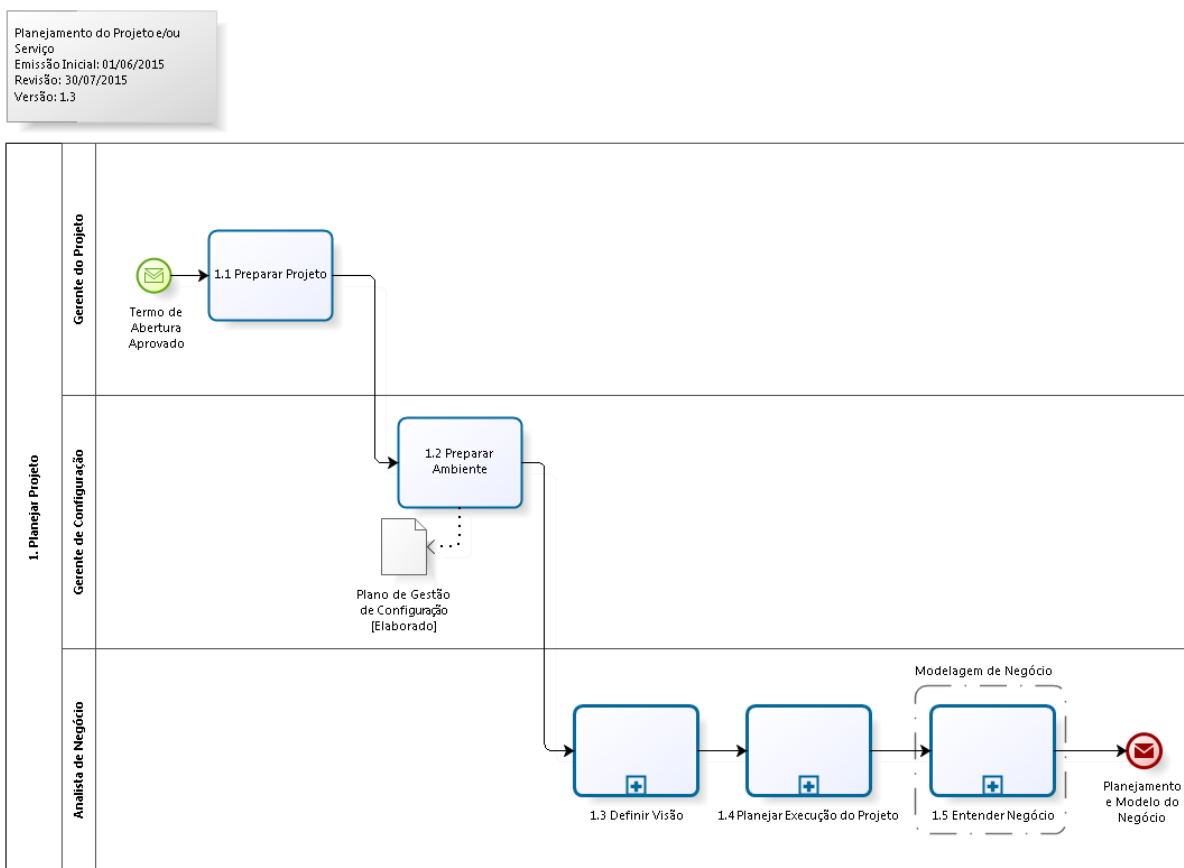 Planejamento do Projeto e/ou
Serviço
Emissão Inicial: 01/06/2015
Revisão: 30/07/2015
Versão: 1.3
1. Planejar Projeto
Gerente do Projeto
Termo de
Abertura
Aprovado
1.1 Preparar Projeto
Gerente de Configuração
1.2 Preparar
Ambiente
Plano de Gestão
de Configuração
[Elaborado]
Analista de Negócio
1.3 Definir Visão
1.4 Planejar Execução do Projeto
Modelagem de Negócio
1.5 Entender Negócio
Planejamento
e Modelo do
Negócio